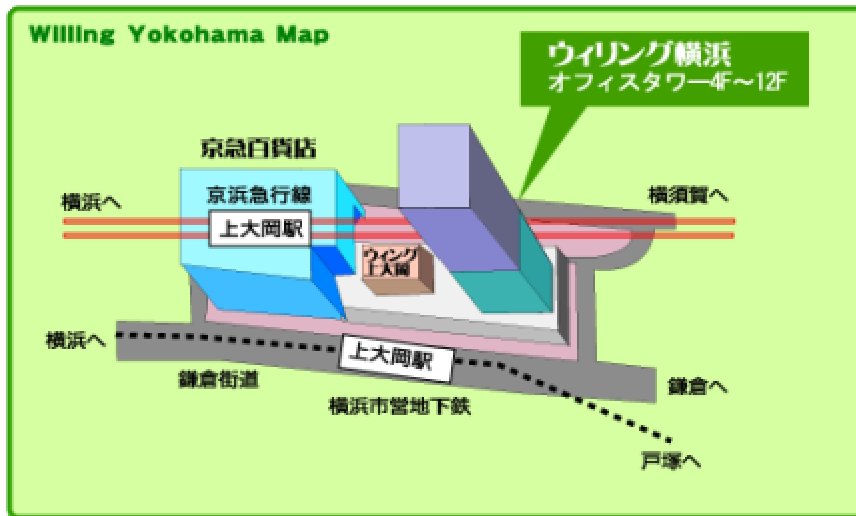 Willing Yokohama Map
ウィリング横浜
オフィスタワー4F～12F
京急百貨店
京浜急行線
横浜へ
横須賀へ
上大岡駅
ウィング
上大岡
横浜へ
上大岡駅
鎌倉街道
鎌倉へ
横浜市営地下鉄
戸塚へ